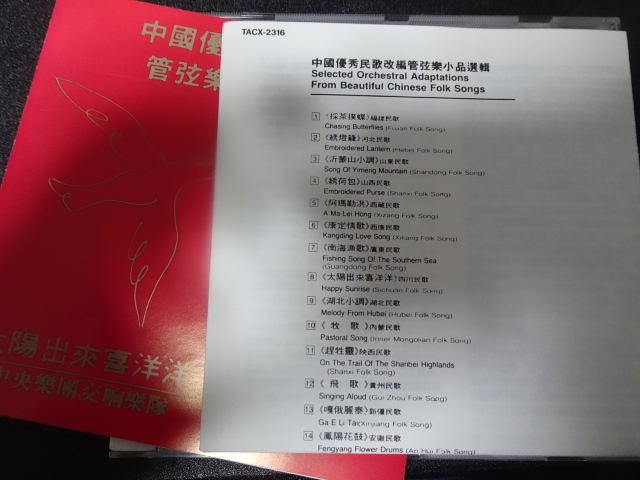 中國優
管弦樂
太陽出來喜洋洋
中央樂團交响樂隊
TACX-2316
中國優秀民歌改編管弦樂小品選輯
Selected Orchestral Adaptations
From Beautiful Chinese Folk Songs
1 《採茶撲蝶》福建民歌
Chasing Butterflies (Fujian Folk Song)
2 《綉燈籠》河北民歌
Embroidered Lantern (Hebei Folk Song)
3 《沂蒙山小調》山東民歌
Song Of Yimeng Mountain (Shandong Folk Song)
4 《綉荷包》山西民歌
Embroidered Purse (Shanxi Folk Song)
5 《阿瑪勒洪》西藏民歌
A Ma Lei Hong (Xizang Folk Song)
6 《康定情歌》西康民歌
Kangding Love Song (Xikang Folk Song)
7 《南海漁歌》廣東民歌
Fishing Song Of The Southern Sea
(Guangdong Folk Song)
8 《太陽出來喜洋洋》四川民歌
Happy Sunrise (Sichuan Folk Song)
9 《湖北小調》湖北民歌
Melody From Hubei (Hubei Folk Song)
10 《牧 歌》內蒙民歌
Pastoral Song (Inner Mongolian Folk Song)
11 《趕牲靈》陝西民歌
On The Trail Of The Shanbei Highlands
(Shanxi Folk Song)
12 《飛 歌》貴州民歌
Singing Aloud (Gui Zhou Folk Song)
13 《嘎俄麗泰》新疆民歌
Ga E Li Tai(Xinjiang Folk Song)
14 《鳳陽花鼓》安徽民歌
Fengyang Flower Drums (An Hui Folk Song)